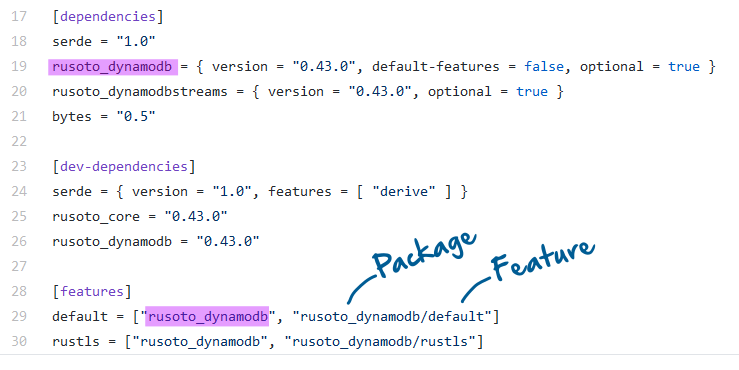 17 [dependencies]
18 serde = "1.0"
19 rusoto_dynamodb = { version = "0.43.0", default-features = false, optional = true }
20 rusoto_dynamodbstreams = { version = "0.43.0", optional = true }
21 bytes = "0.5"
22
23 [dev-dependencies]
24 serde = { version = "1.0", features = [ "derive" ] }
25 rusoto_core = "0.43.0"
26 rusoto_dynamodb = "0.43.0"
Package Feature
27
28 [features]
29 default = ["rusoto_dynamodb", "rusoto_dynamodb/default"]
30 rustls = ["rusoto_dynamodb", "rusoto_dynamodb/rustls"]